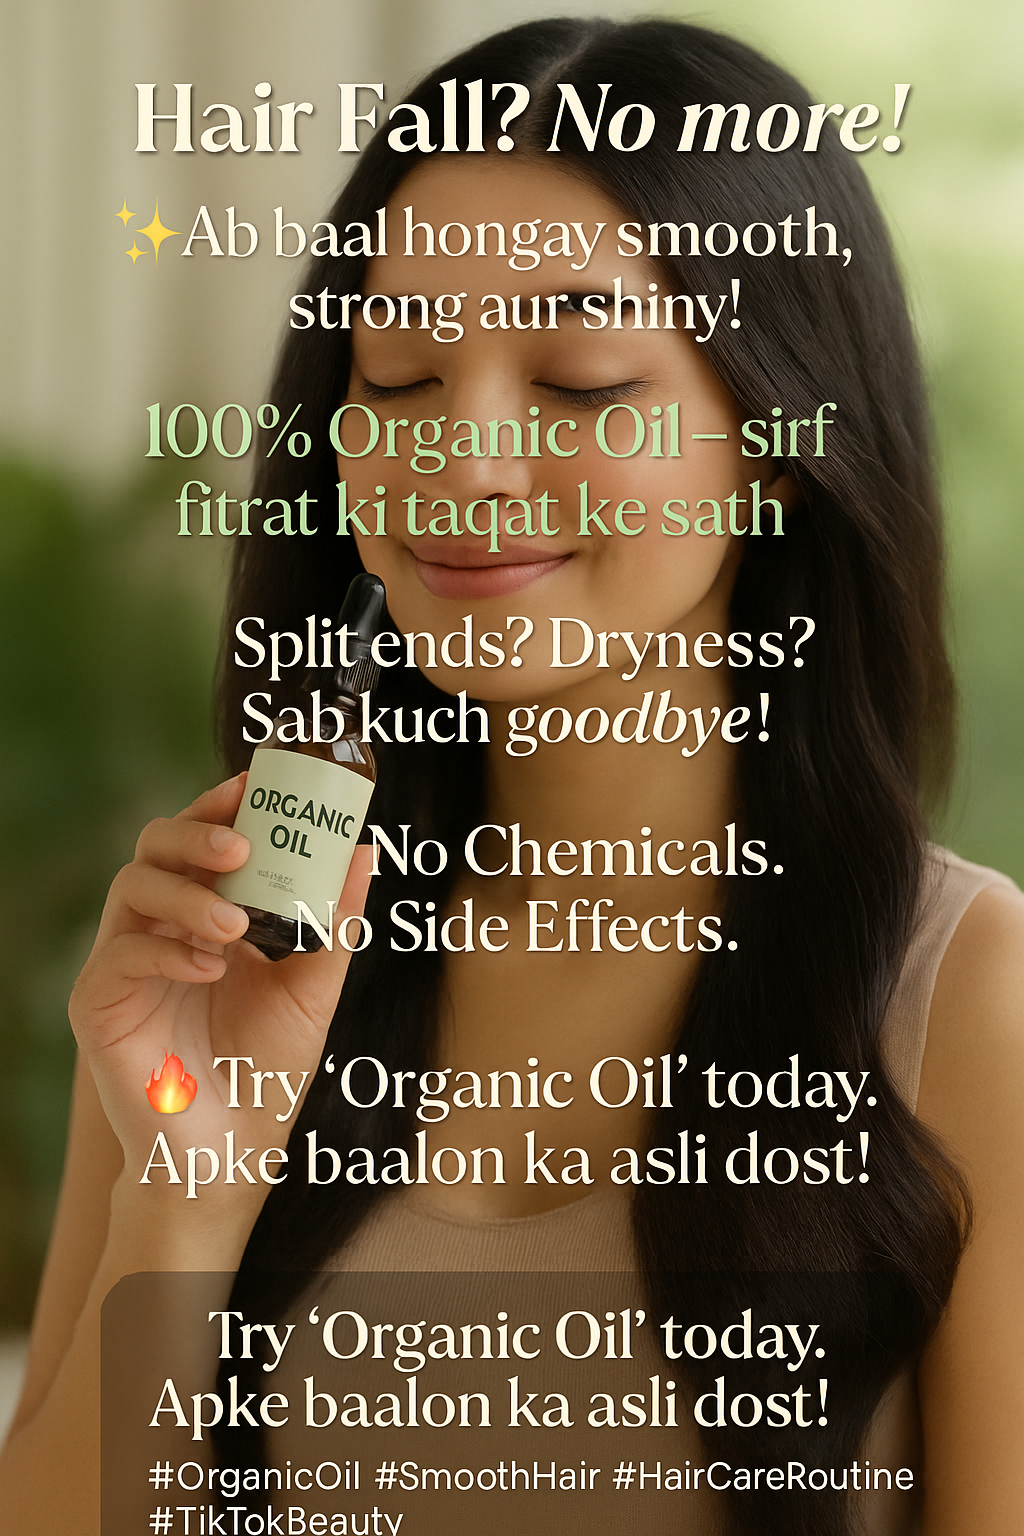 Hair Fall? No more!
✨Ab baal hongay smooth,
strong aur shiny!
100% Organic Oil – sirf
fitrat ki taqat ke sath
Split ends? Dryness?
Sab kuch goodbye!
ORGANIC
OIL
No Chemicals.
No Side Effects.
🔥 Try ‘Organic Oil’ today.
Apke baalon ka asli dost!
Try ‘Organic Oil’ today.
Apke baalon ka asli dost!
#OrganicOil #SmoothHair #HairCareRoutine
#TikTokBeauty